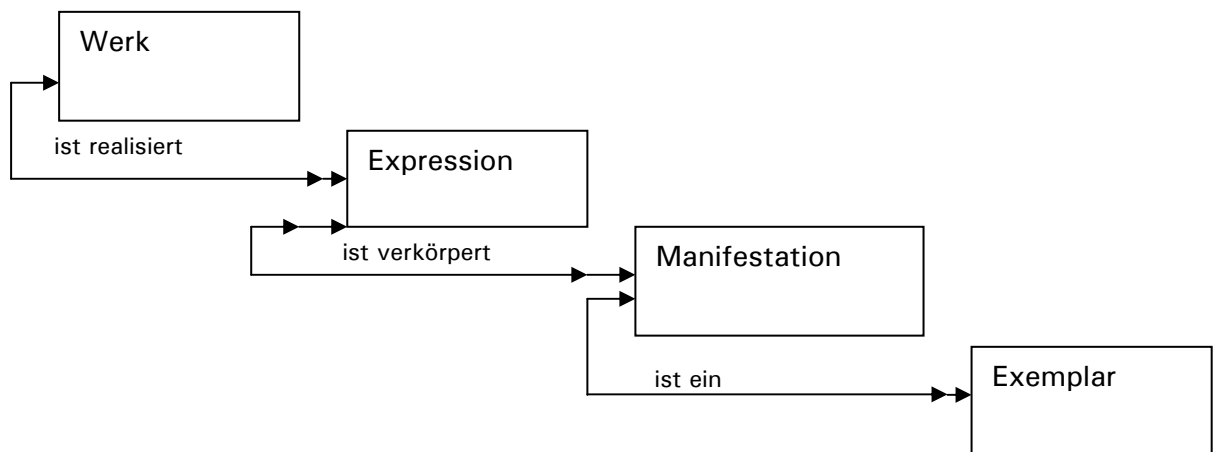 Werk
ist realisiert
Expression
ist verkörpert
Manifestation
ist ein
Exemplar